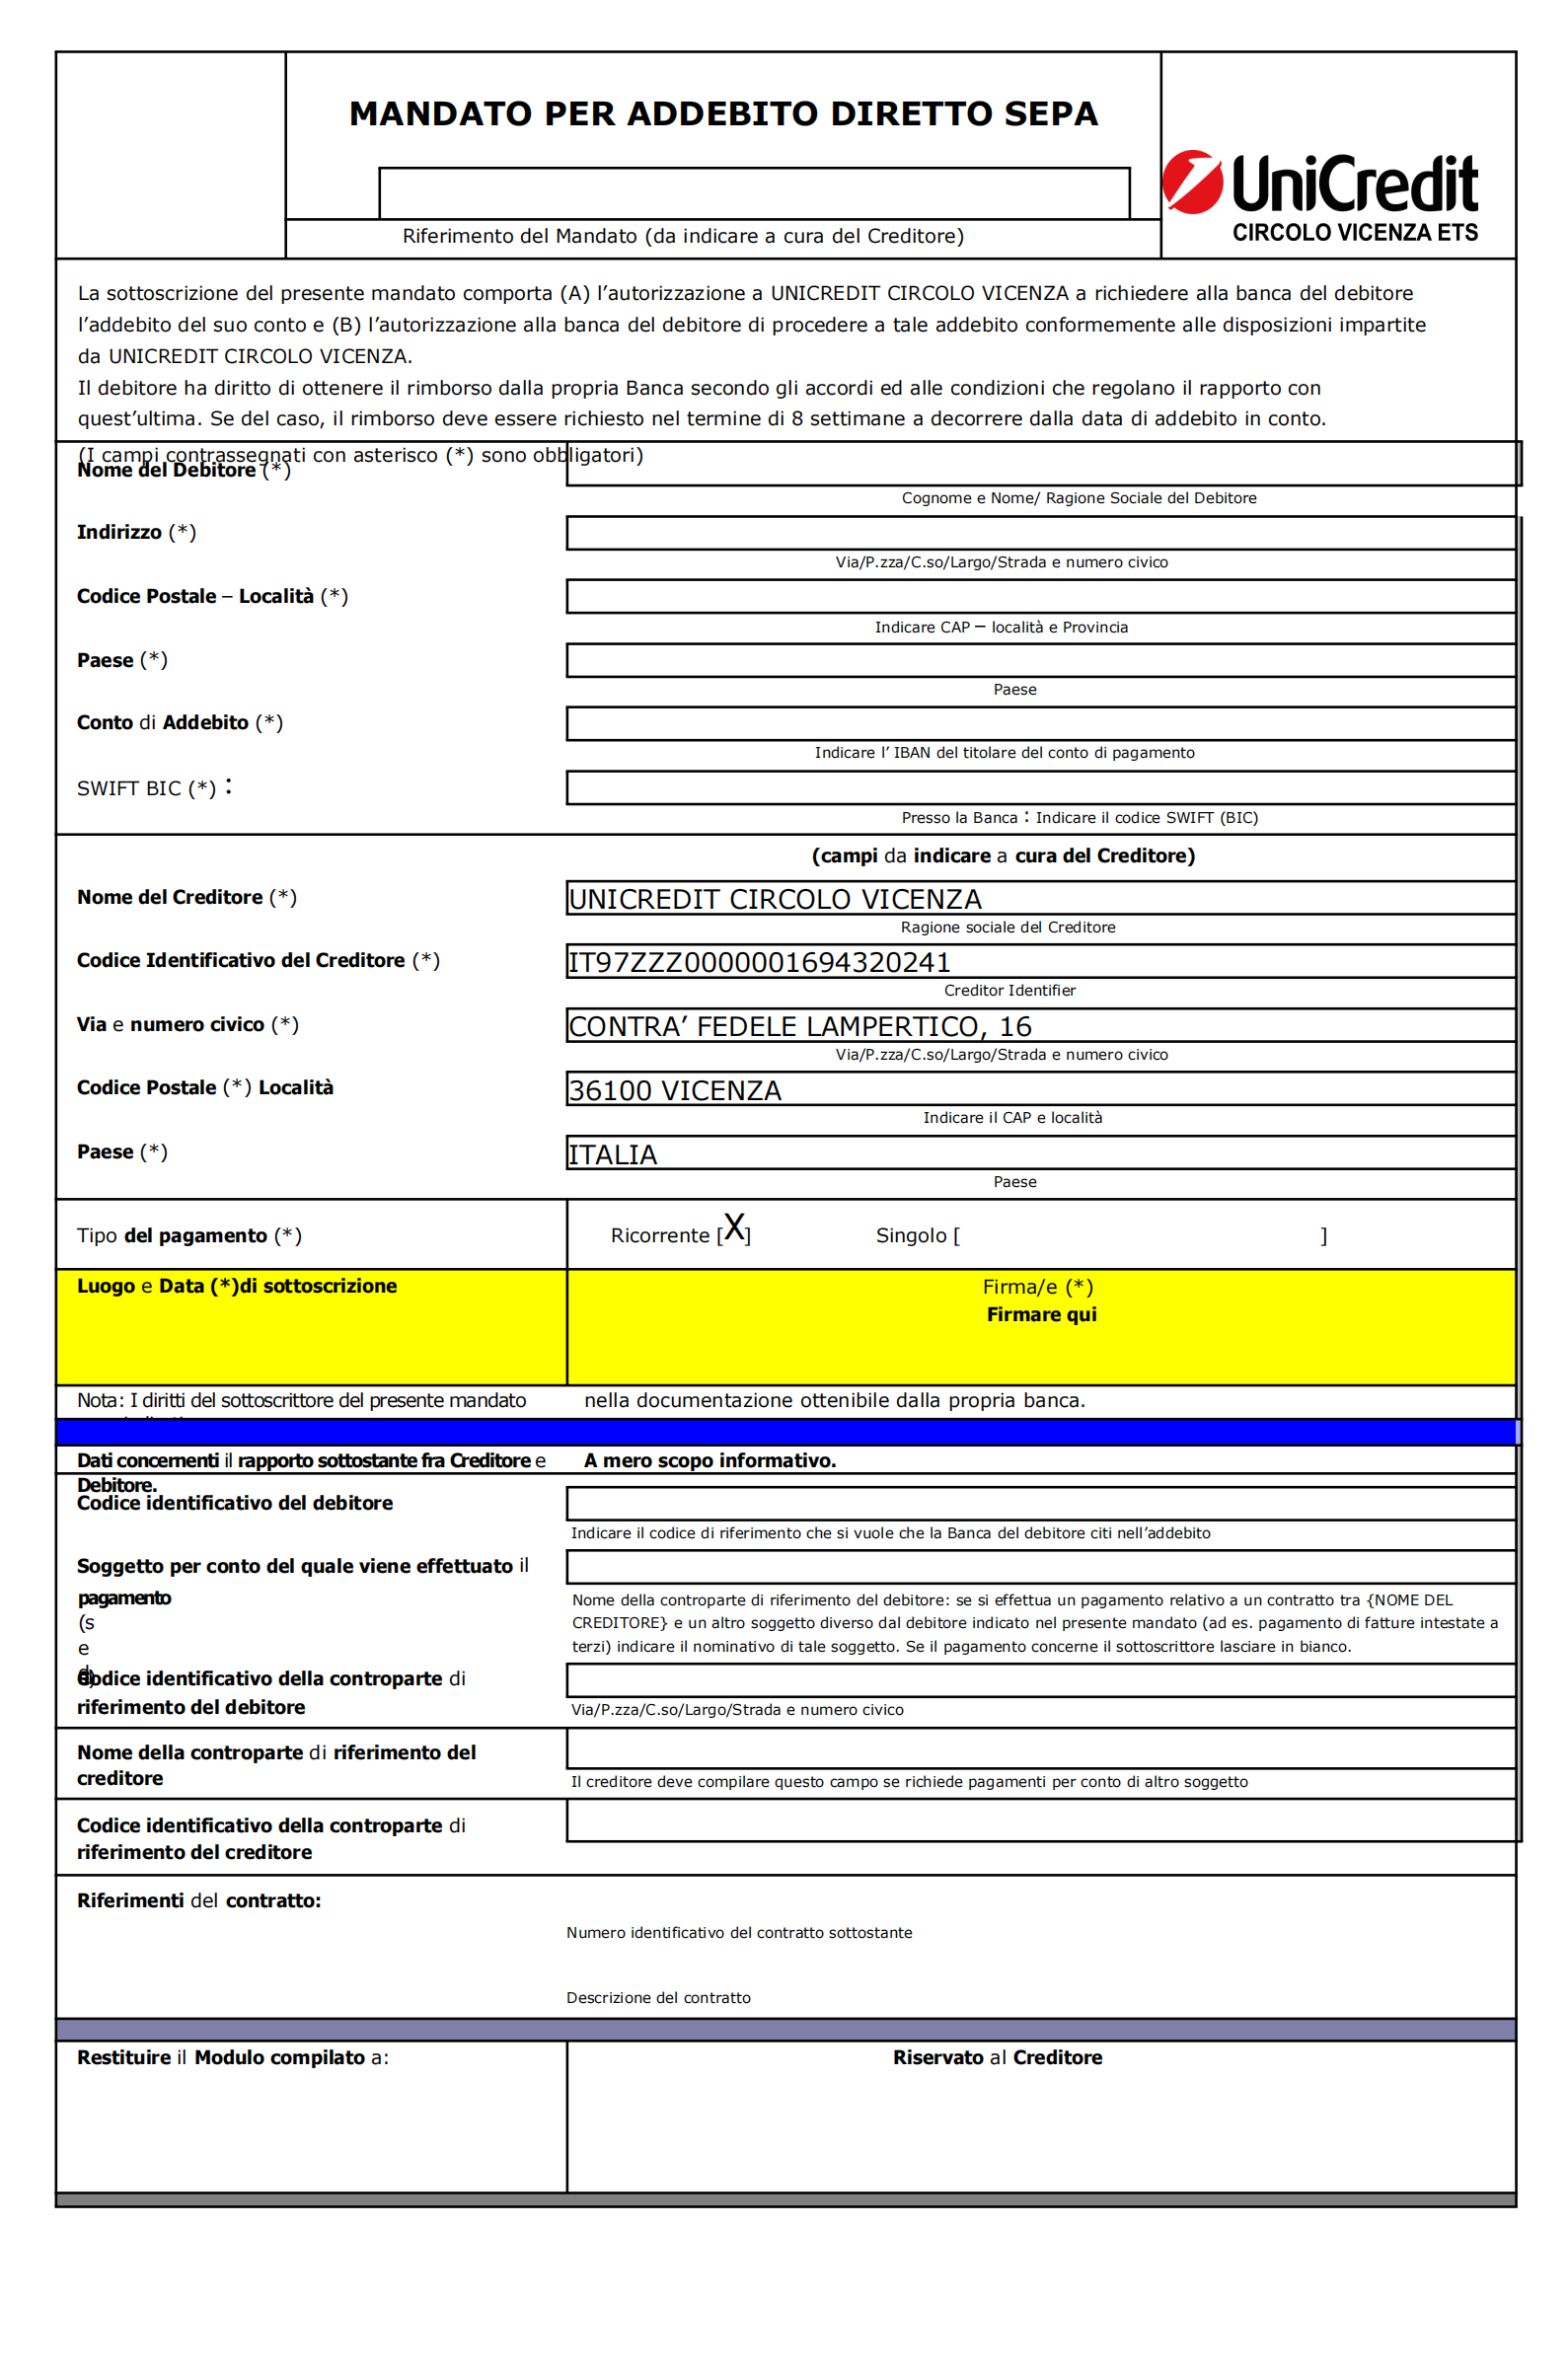 MANDATO PER ADDEBITO DIRETTO SEPA
UniCredit
CIRCOLO VICENZA ETS
Riferimento del Mandato (da indicare a cura del Creditore)
La sottoscrizione del presente mandato comporta (A) l’autorizzazione a UNICREDIT CIRCOLO VICENZA a richiedere alla banca del debitore
l’addebito del suo conto e (B) l’autorizzazione alla banca del debitore di procedere a tale addebito conformemente alle disposizioni impartite
da UNICREDIT CIRCOLO VICENZA.
Il debitore ha diritto di ottenere il rimborso dalla propria Banca secondo gli accordi ed alle condizioni che regolano il rapporto con
quest’ultima. Se del caso, il rimborso deve essere richiesto nel termine di 8 settimane a decorrere dalla data di addebito in conto.
(I campi contrassegnati con asterisco (*) sono obbligatori)
Nome del Debitore (*)
Cognome e Nome/ Ragione Sociale del Debitore
Indirizzo (*)
Via/P.zza/C.so/Largo/Strada e numero civico
Codice Postale – Località (*)
Indicare CAP – località e Provincia
Paese (*)
Paese
Conto di Addebito (*)
Indicare l’ IBAN del titolare del conto di pagamento
SWIFT BIC (*) :
Presso la Banca : Indicare il codice SWIFT (BIC)
(campi da indicare a cura del Creditore)
Nome del Creditore (*)
UNICREDIT CIRCOLO VICENZA
Ragione sociale del Creditore
Codice Identificativo del Creditore (*)
IT97ZZZ0000001694320241
Creditor Identifier
Via e numero civico (*)
CONTRA’ FEDELE LAMPERTICO, 16
Via/P.zza/C.so/Largo/Strada e numero civico
Codice Postale (*) Località
36100 VICENZA
Indicare il CAP e località
Paese (*)
ITALIA
Paese
Tipo del pagamento (*)
Ricorrente [X]
Singolo [ ]
Luogo e Data (*)di sottoscrizione
Firma/e (*)
Firmare qui
Nota: I diritti del sottoscrittore del presente mandato
nella documentazione ottenibile dalla propria banca.
Dati concernenti il rapporto sottostante fra Creditore e
Debitore.
A mero scopo informativo.
Codice identificativo del debitore
Indicare il codice di riferimento che si vuole che la Banca del debitore citi nell’addebito
Soggetto per conto del quale viene effettuato il
pagamento
(s
e
Nome della controparte di riferimento del debitore: se si effettua un pagamento relativo a un contratto tra {NOME DEL
CREDITORE} e un altro soggetto diverso dal debitore indicato nel presente mandato (ad es. pagamento di fatture intestate a
terzi) indicare il nominativo di tale soggetto. Se il pagamento concerne il sottoscrittore lasciare in bianco.
Codice identificativo della controparte di
riferimento del debitore
Via/P.zza/C.so/Largo/Strada e numero civico
Nome della controparte di riferimento del
creditore
Il creditore deve compilare questo campo se richiede pagamenti per conto di altro soggetto
Codice identificativo della controparte di
riferimento del creditore
Riferimenti del contratto:
Numero identificativo del contratto sottostante
Descrizione del contratto
Restituire il Modulo compilato a:
Riservato al Creditore